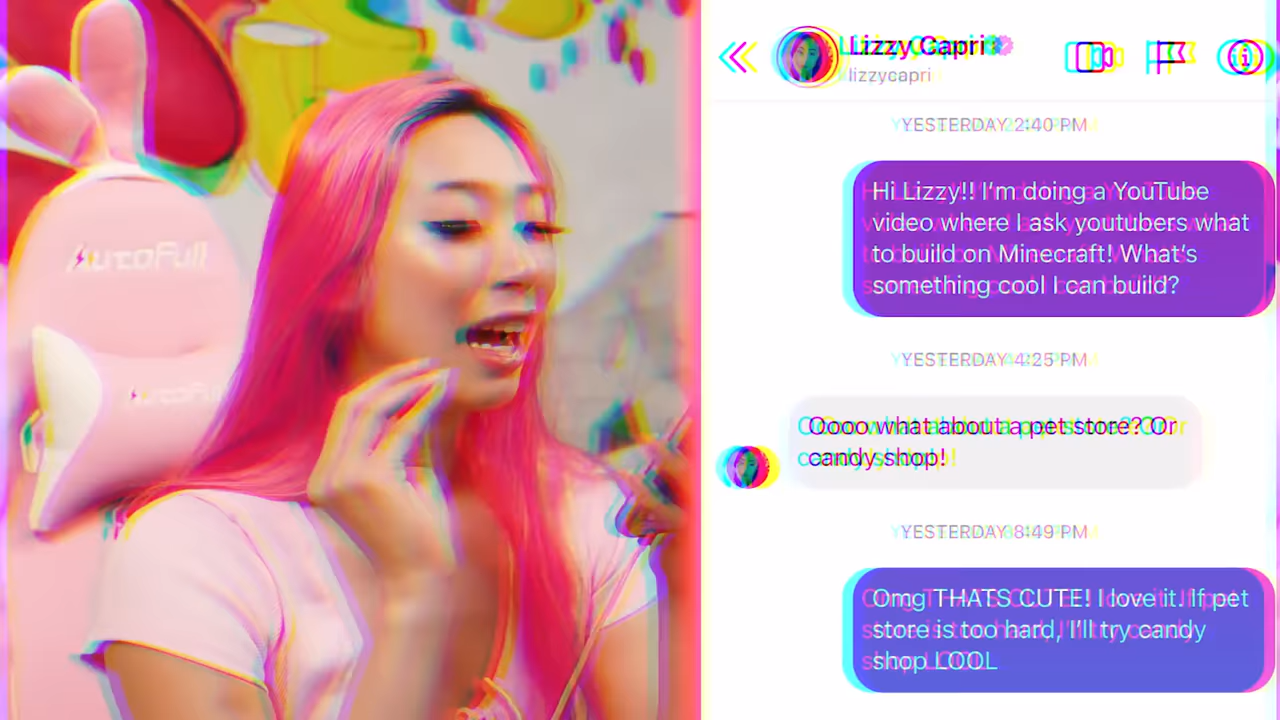 AutoFull
AutoFull
Lizzy Capri
lizzycapri
YESTERDAY 2:40 PM
Hi Lizzy!! I'm doing a YouTube
video where I ask youtubers what
to build on Minecraft! What's
something cool I can build?
YESTERDAY 4:25 PM
Oooo what about a pet store?? Or
candy shop!
YESTERDAY 8:49 PM
Omg THATS CUTE! I love it. If pet
store is too hard, I'll try candy
shop LOOL